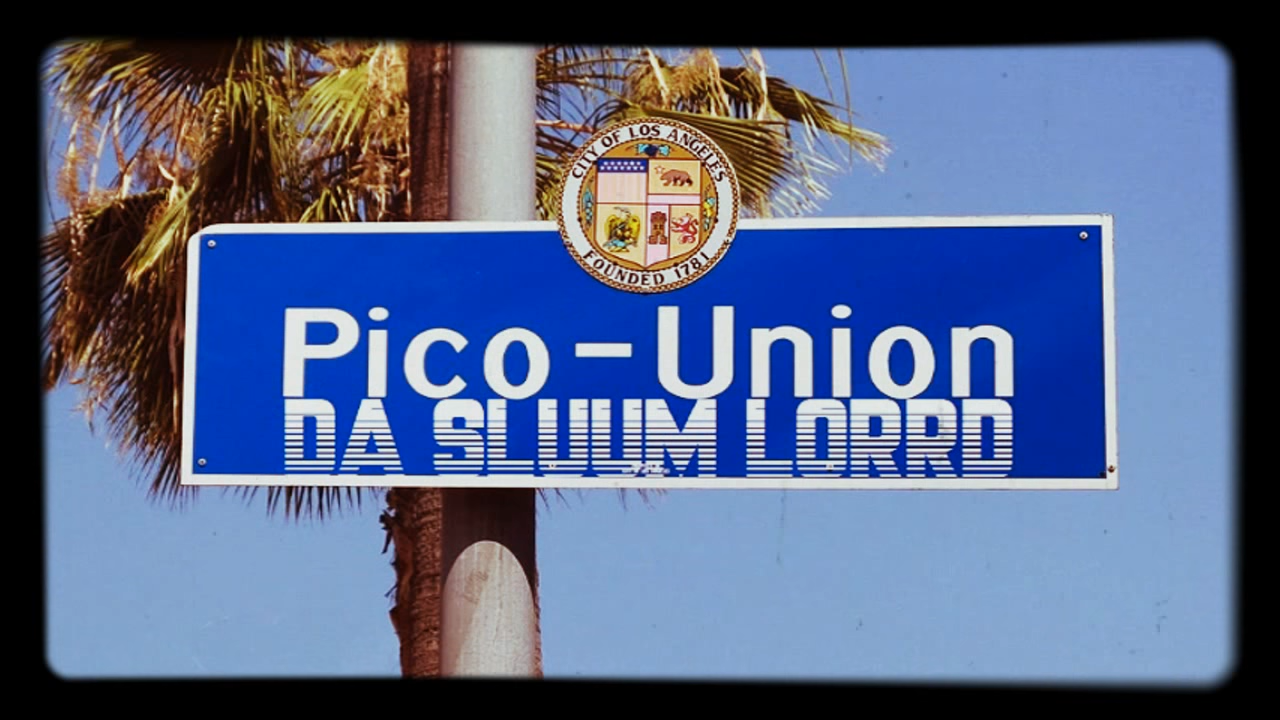 CITY OF LOS ANGELES
FOUNDED 1781
Pico-Union
DA SLUUM LORRD